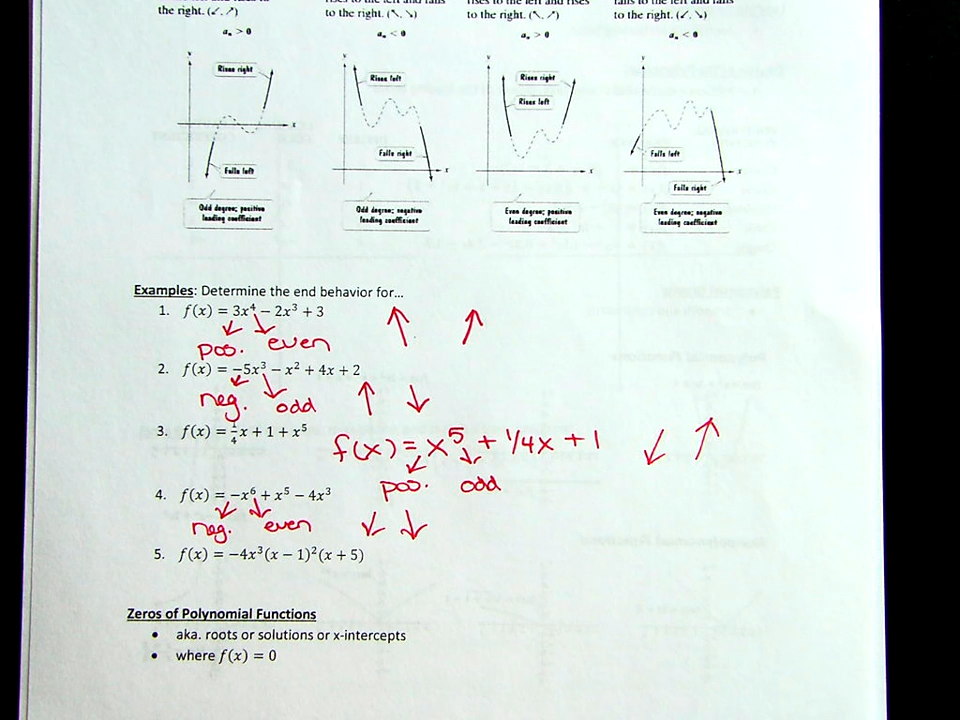 the right. (↙, ↗)
to the right. (↖, ↘)
to the right. (↖, ↗)
to the right. (↙, ↘)
aₙ > 0
aₙ < 0
aₙ > 0
aₙ < 0
y
Rises right
x
Falls left
Odd degree; positive
leading coefficient
y
Rises left
Falls right
x
Odd degree; negative
leading coefficient
y
Rises right
Rises left
x
Even degree; positive
leading coefficient
y
Falls left
x
Falls right
Even degree; negative
leading coefficient
Examples: Determine the end behavior for...
1. f(x) = 3x⁴ − 2x³ + 3 ↑ ↗
↙ ↘
pos. even
2. f(x) = −5x³ − x² + 4x + 2
↙ ↘
neg. odd ↑ ↓
3. f(x) = ¼x + 1 + x⁵ f(x) = x⁵ + 1/4x + 1 ↙ ↗
↙ ↘
pos. odd
4. f(x) = −x⁶ + x⁵ − 4x³
↙ ↘
neg. even ↙ ↓
5. f(x) = −4x³(x − 1)²(x + 5)
Zeros of Polynomial Functions
• aka. roots or solutions or x-intercepts
• where f(x) = 0